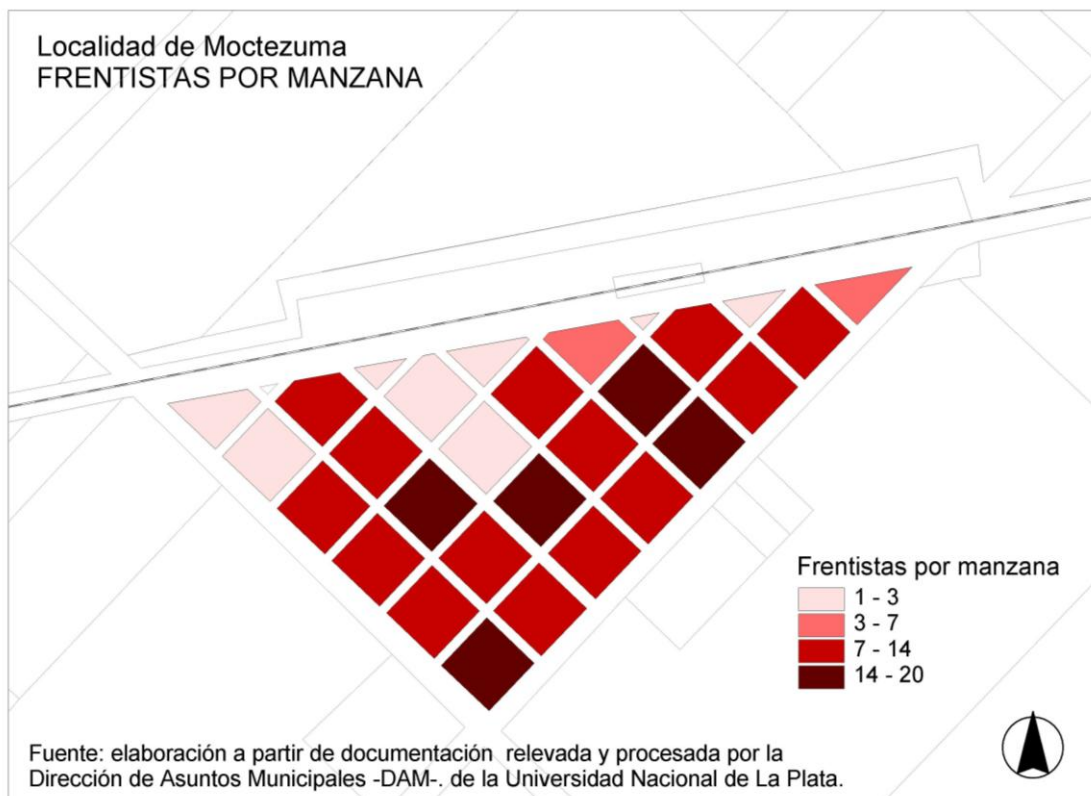 Localidad de Moctezuma
FRENTISTAS POR MANZANA
Frentistas por manzana
1 - 3
3 - 7
7 - 14
14 - 20
Fuente: elaboración a partir de documentación relevada y procesada por la
Dirección de Asuntos Municipales -DAM-. de la Universidad Nacional de La Plata.